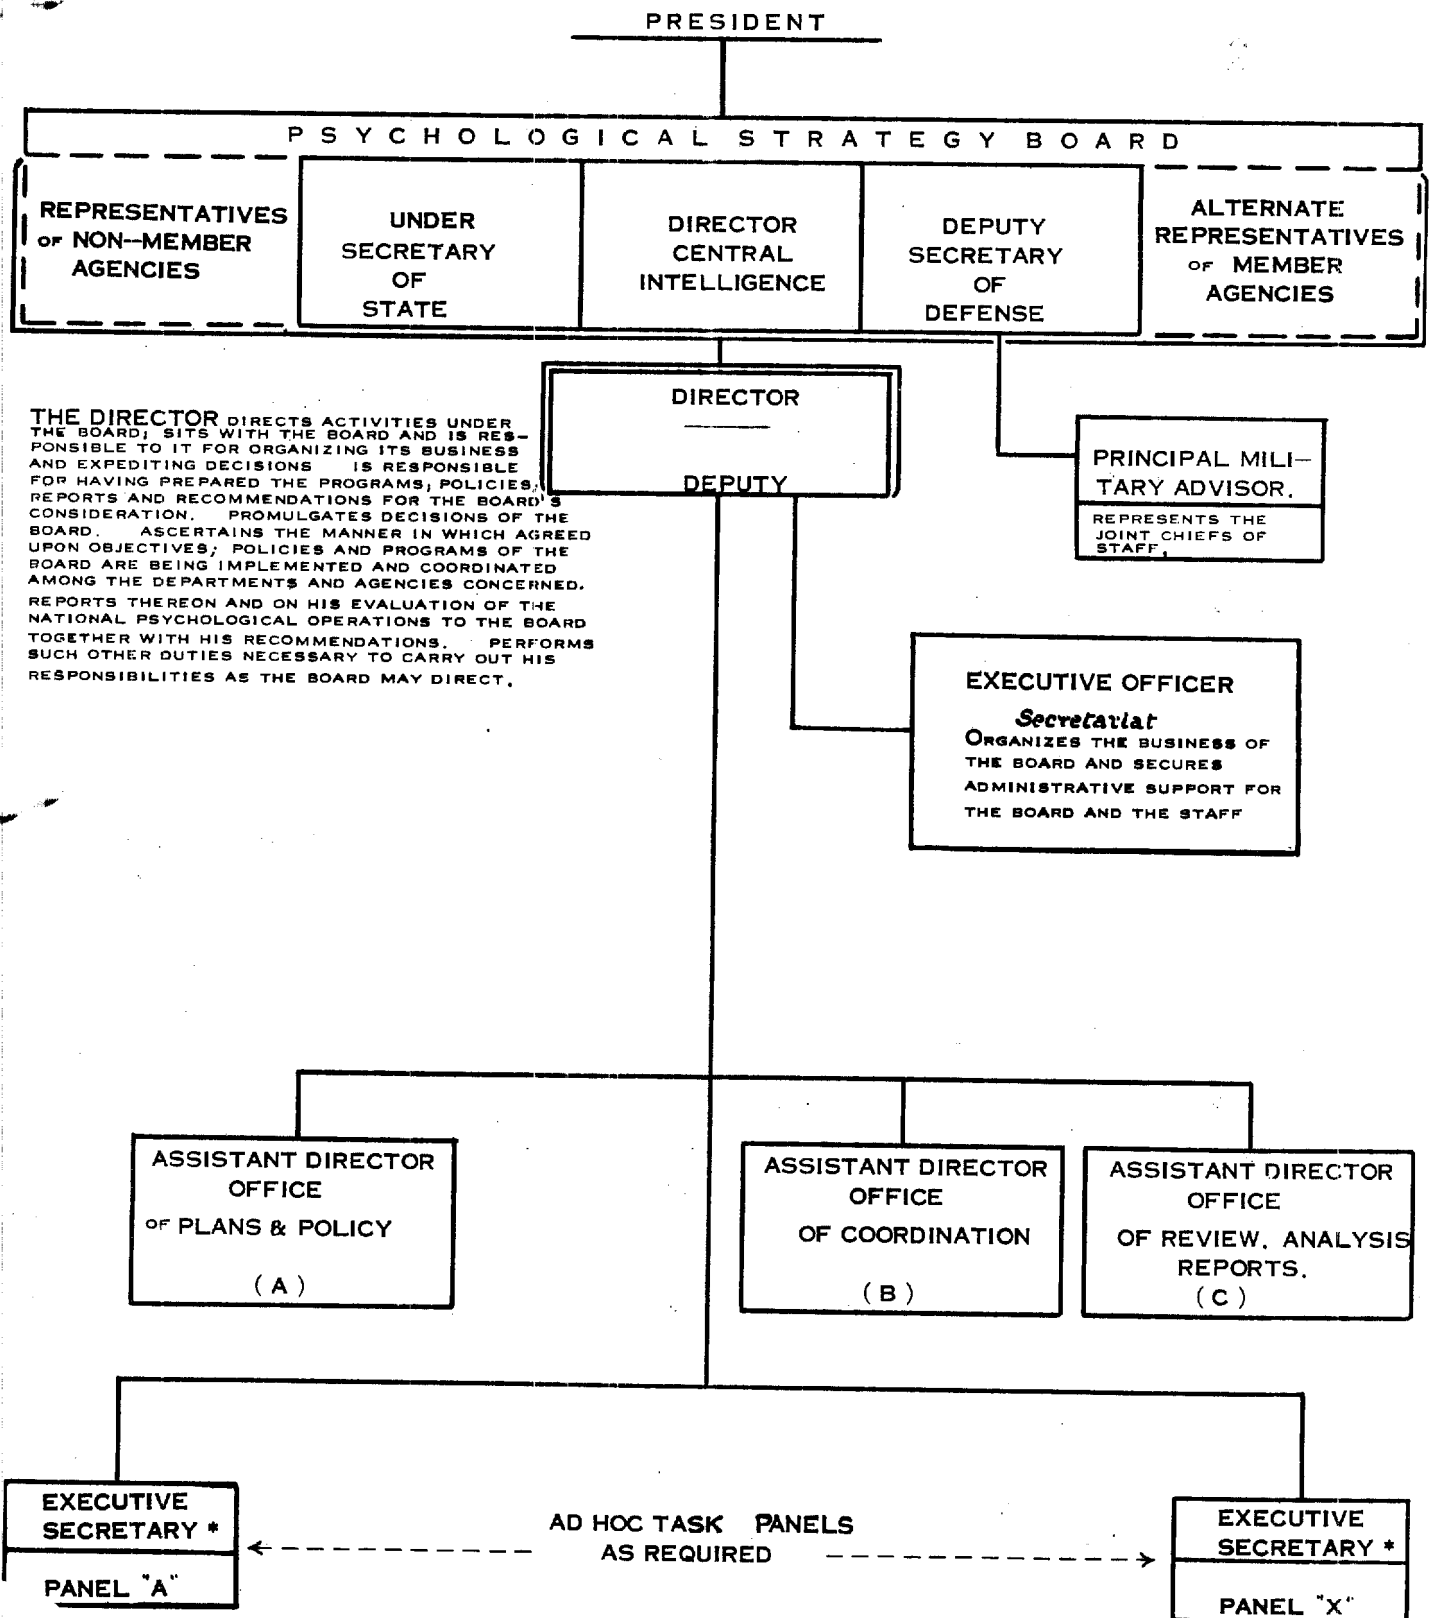 PRESIDENT
PSYCHOLOGICAL STRATEGY BOARD
REPRESENTATIVES
OF NON--MEMBER
AGENCIES
UNDER
SECRETARY
OF
STATE
DIRECTOR
CENTRAL
INTELLIGENCE
DEPUTY
SECRETARY
OF
DEFENSE
ALTERNATE
REPRESENTATIVES
OF MEMBER
AGENCIES
DIRECTOR
DEPUTY
THE DIRECTOR DIRECTS ACTIVITIES UNDER
THE BOARD; SITS WITH THE BOARD AND IS RES-
PONSIBLE TO IT FOR ORGANIZING ITS BUSINESS
AND EXPEDITING DECISIONS IS RESPONSIBLE
FOR HAVING PREPARED THE PROGRAMS, POLICIES,
REPORTS AND RECOMMENDATIONS FOR THE BOARD'S
CONSIDERATION. PROMULGATES DECISIONS OF THE
BOARD. ASCERTAINS THE MANNER IN WHICH AGREED
UPON OBJECTIVES, POLICIES AND PROGRAMS OF THE
BOARD ARE BEING IMPLEMENTED AND COORDINATED
AMONG THE DEPARTMENTS AND AGENCIES CONCERNED.
REPORTS THEREON AND ON HIS EVALUATION OF THE
NATIONAL PSYCHOLOGICAL OPERATIONS TO THE BOARD
TOGETHER WITH HIS RECOMMENDATIONS. PERFORMS
SUCH OTHER DUTIES NECESSARY TO CARRY OUT HIS
RESPONSIBILITIES AS THE BOARD MAY DIRECT.
PRINCIPAL MILI-
TARY ADVISOR.
REPRESENTS THE
JOINT CHIEFS OF
STAFF.
EXECUTIVE OFFICER
Secretariat
ORGANIZES THE BUSINESS OF
THE BOARD AND SECURES
ADMINISTRATIVE SUPPORT FOR
THE BOARD AND THE STAFF
ASSISTANT DIRECTOR
OFFICE
OF PLANS & POLICY
(A)
ASSISTANT DIRECTOR
OFFICE
OF COORDINATION
(B)
ASSISTANT DIRECTOR
OFFICE
OF REVIEW. ANALYSIS
REPORTS.
(C)
EXECUTIVE
SECRETARY *
PANEL "A"
AD HOC TASK PANELS
AS REQUIRED
EXECUTIVE
SECRETARY *
PANEL "X"